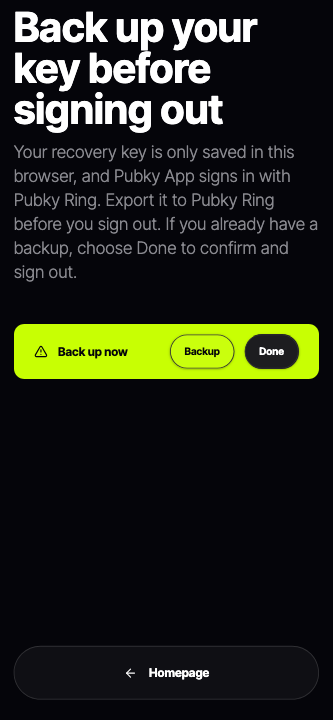 Back up your
key before
signing out
Your recovery key is only saved in this
browser, and Pubky App signs in with
Pubky Ring. Export it to Pubky Ring
before you sign out. If you already have a
backup, choose Done to confirm and
sign out.
Back up now
Backup
Done
Homepage